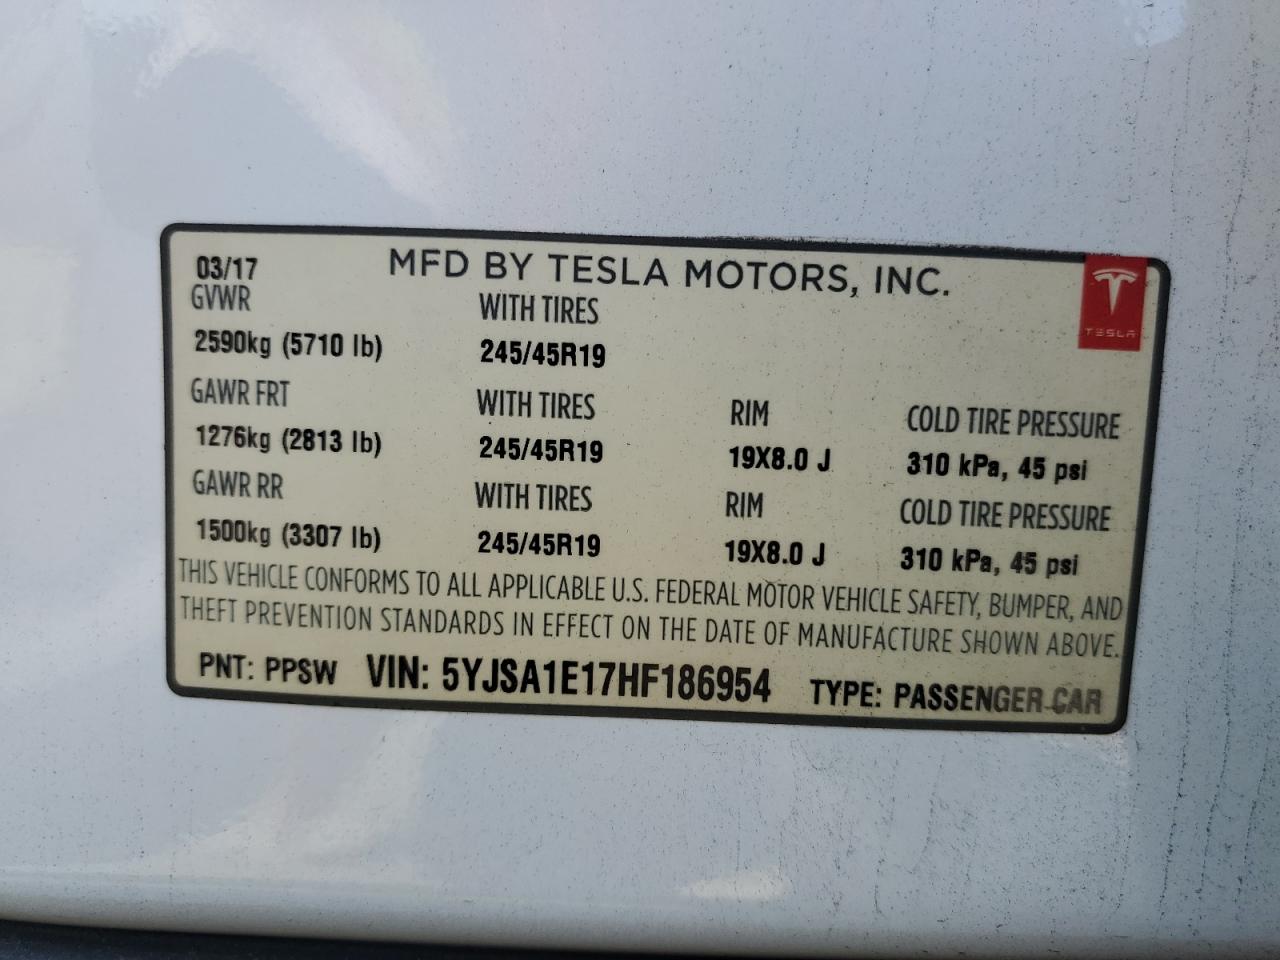 03/17 MFD BY TESLA MOTORS, INC.
TESLA
GVWR WITH TIRES
2590kg (5710 lb) 245/45R19
GAWR FRT WITH TIRES RIM COLD TIRE PRESSURE
1276kg (2813 lb) 245/45R19 19X8.0 J 310 kPa, 45 psi
GAWR RR WITH TIRES RIM COLD TIRE PRESSURE
1500kg (3307 lb) 245/45R19 19X8.0 J 310 kPa, 45 psi
THIS VEHICLE CONFORMS TO ALL APPLICABLE U.S. FEDERAL MOTOR VEHICLE SAFETY, BUMPER, AND
THEFT PREVENTION STANDARDS IN EFFECT ON THE DATE OF MANUFACTURE SHOWN ABOVE.
PNT: PPSW VIN: 5YJSA1E17HF186954 TYPE: PASSENGER CAR